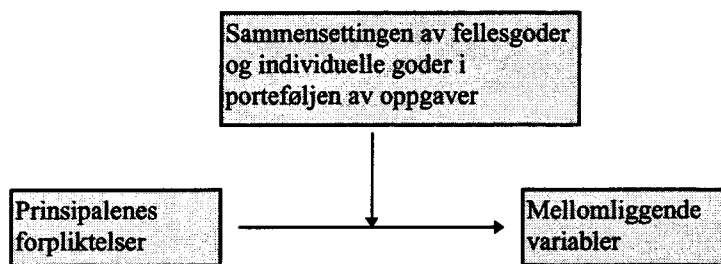 Sammensettingen av fellesgoder
og individuelle goder i
porteføljen av oppgaver
Prinsipalenes
forpliktelser
Mellomliggende
variabler